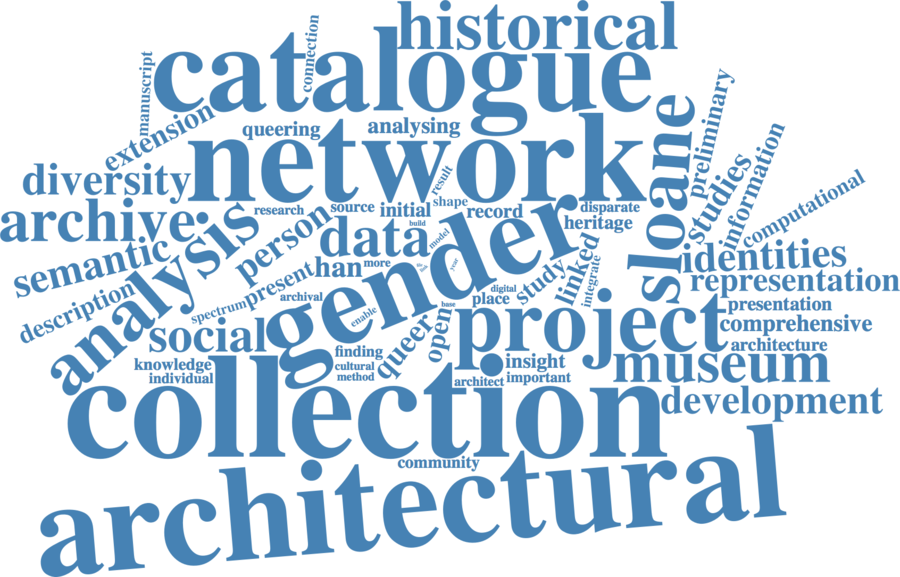 historical
connection
catalogue
manuscript
extension
queering
analysing
preliminary
network
diversity
result
studies
information
sloane
archive
research
source
initial
shape
record
disparate
heritage
computational
person
data
build
model
gender
semantic
analysis
han
more
year
study
linked
integrate
identities
representation
description
spectrum
present
archival
enable
digital
place
base
presentation
social
queer
open
project
comprehensive
architecture
knowledge
individual
finding
cultural
method
insight
important
architect
museum
collection
development
community
architectural